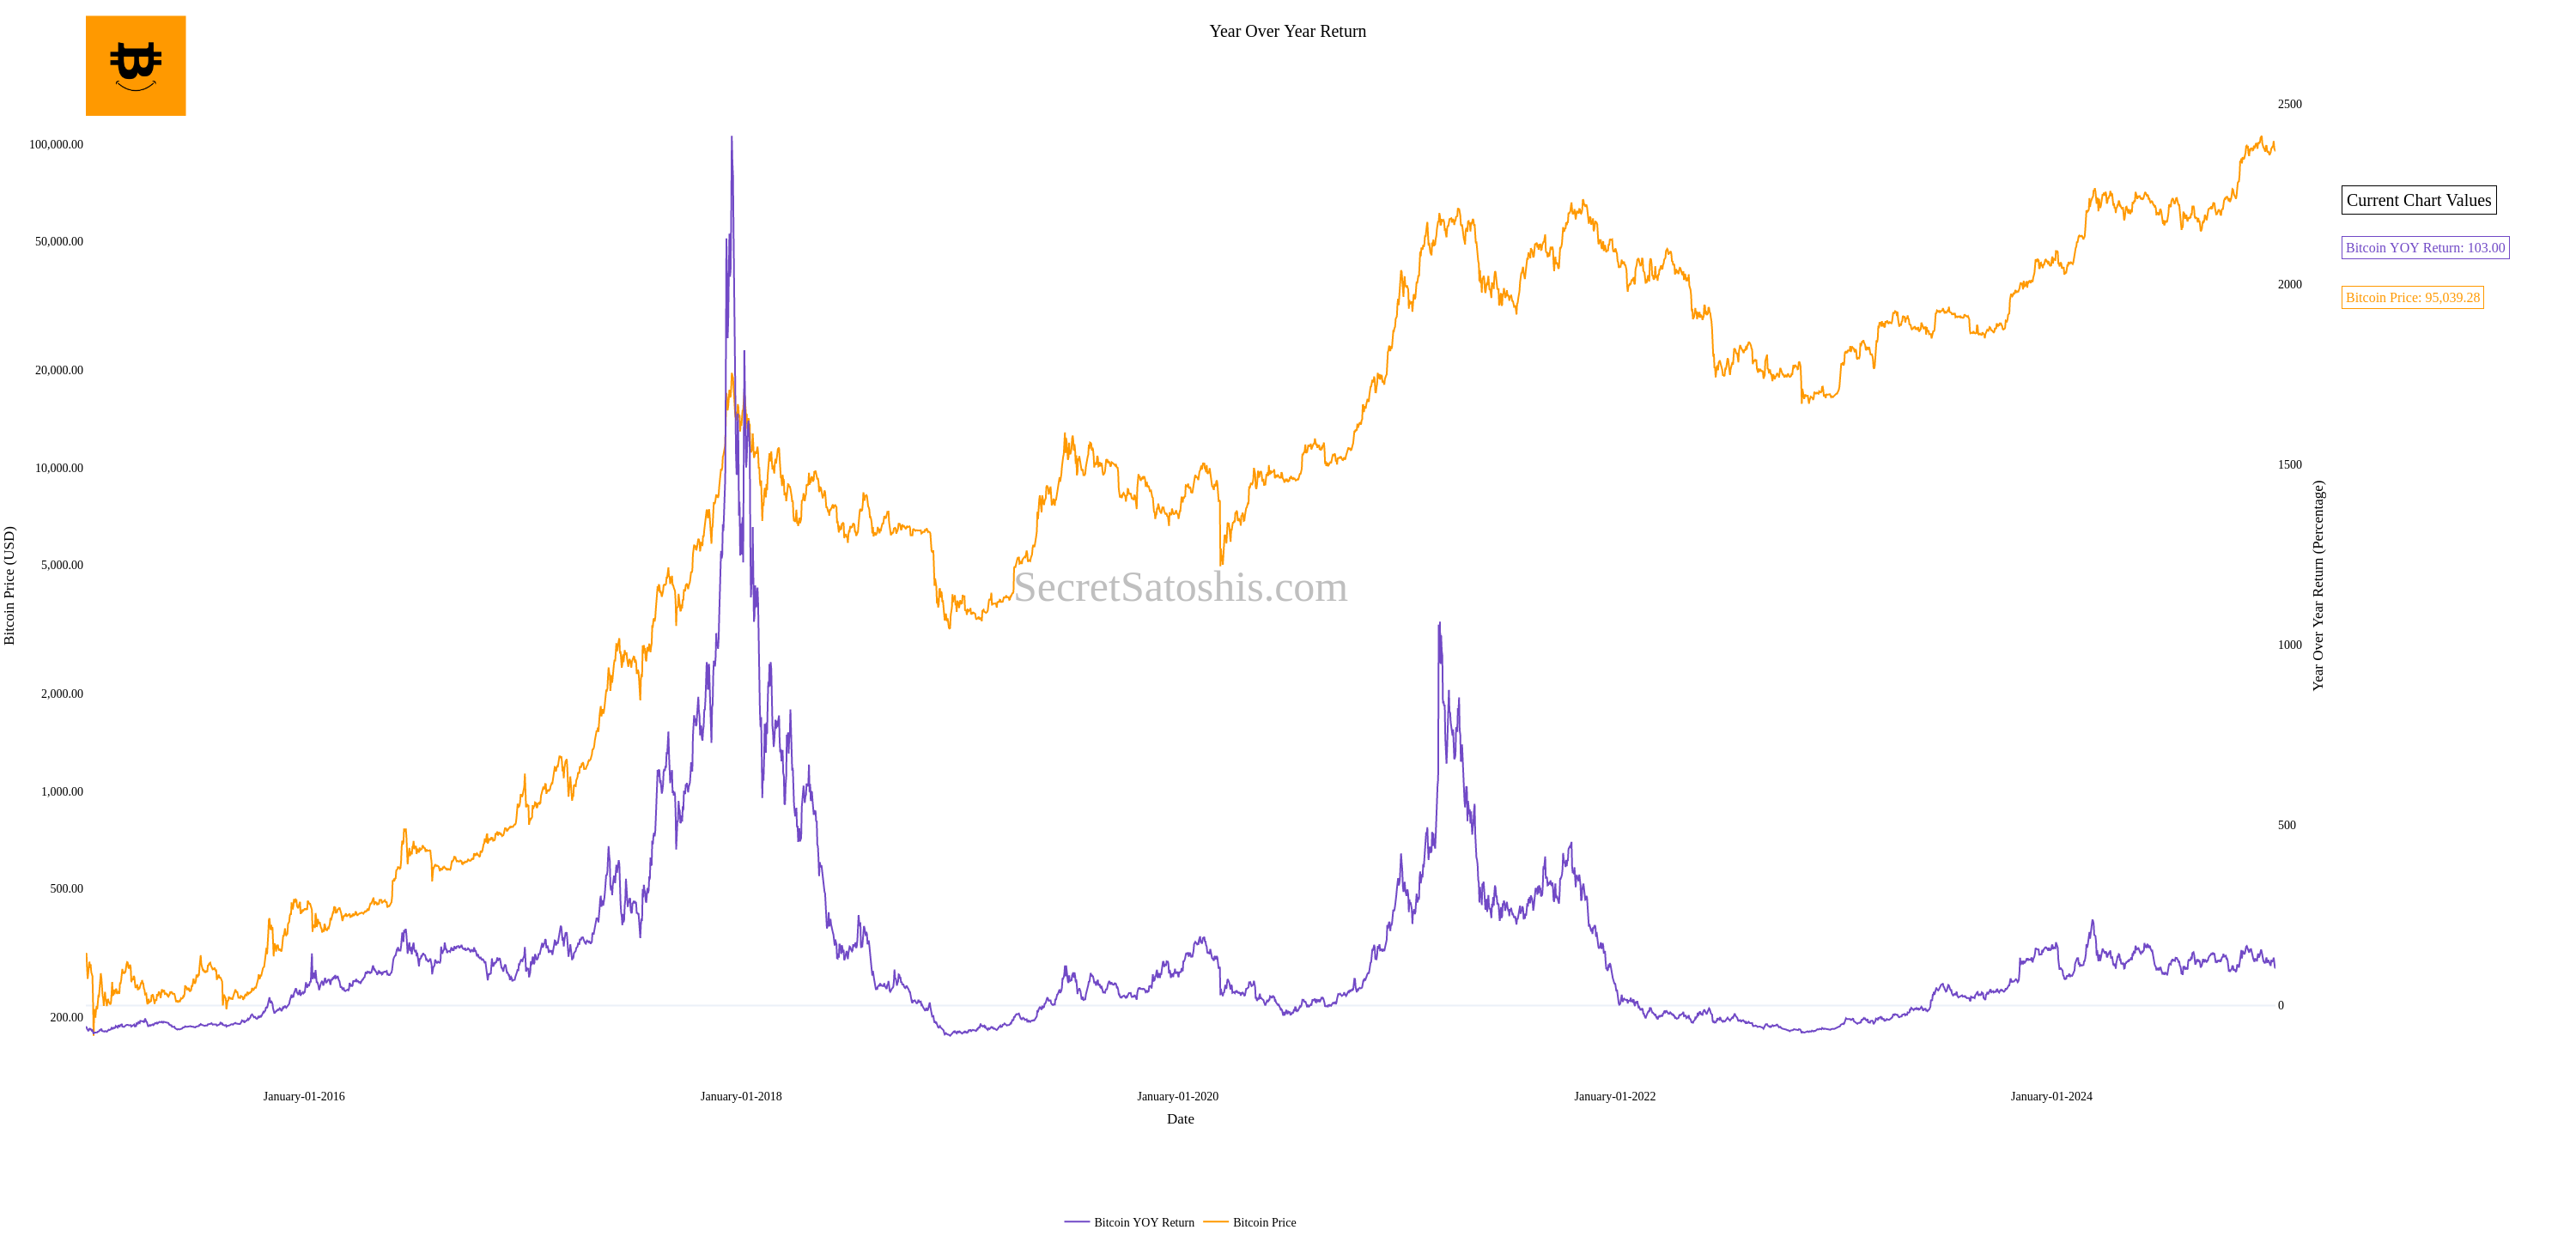 Year Over Year Return
2500
100,000.00
Current Chart Values
50,000.00
Bitcoin YOY Return: 103.00
2000
Bitcoin Price: 95,039.28
20,000.00
10,000.00
1500
Bitcoin Price (USD)
Year Over Year Return (Percentage)
5,000.00
SecretSatoshis.com
1000
2,000.00
1,000.00
500
500.00
0
200.00
January-01-2016
January-01-2018
January-01-2020
January-01-2022
January-01-2024
Date
Bitcoin YOY Return
Bitcoin Price